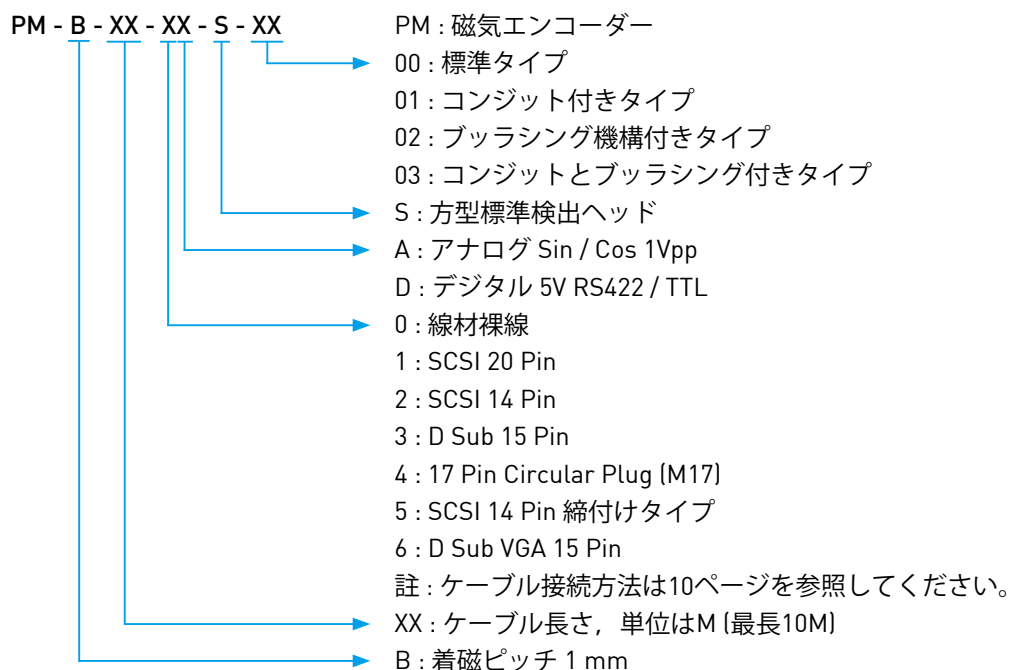 PM - B - XX - XX - S - XX PM : 磁気エンコーダー
00 : 標準タイプ
01 : コンジット付きタイプ
02 : ブッラシング機構付きタイプ
03 : コンジットとブッラシング付きタイプ
S : 方型標準検出ヘッド
A : アナログ Sin / Cos 1Vpp
D : デジタル 5V RS422 / TTL
0 : 線材裸線
1 : SCSI 20 Pin
2 : SCSI 14 Pin
3 : D Sub 15 Pin
4 : 17 Pin Circular Plug (M17)
5 : SCSI 14 Pin 締付けタイプ
6 : D Sub VGA 15 Pin
註 : ケーブル接続方法は10ページを参照してください。
XX : ケーブル長さ，単位はM (最長10M)
B : 着磁ピッチ 1 mm